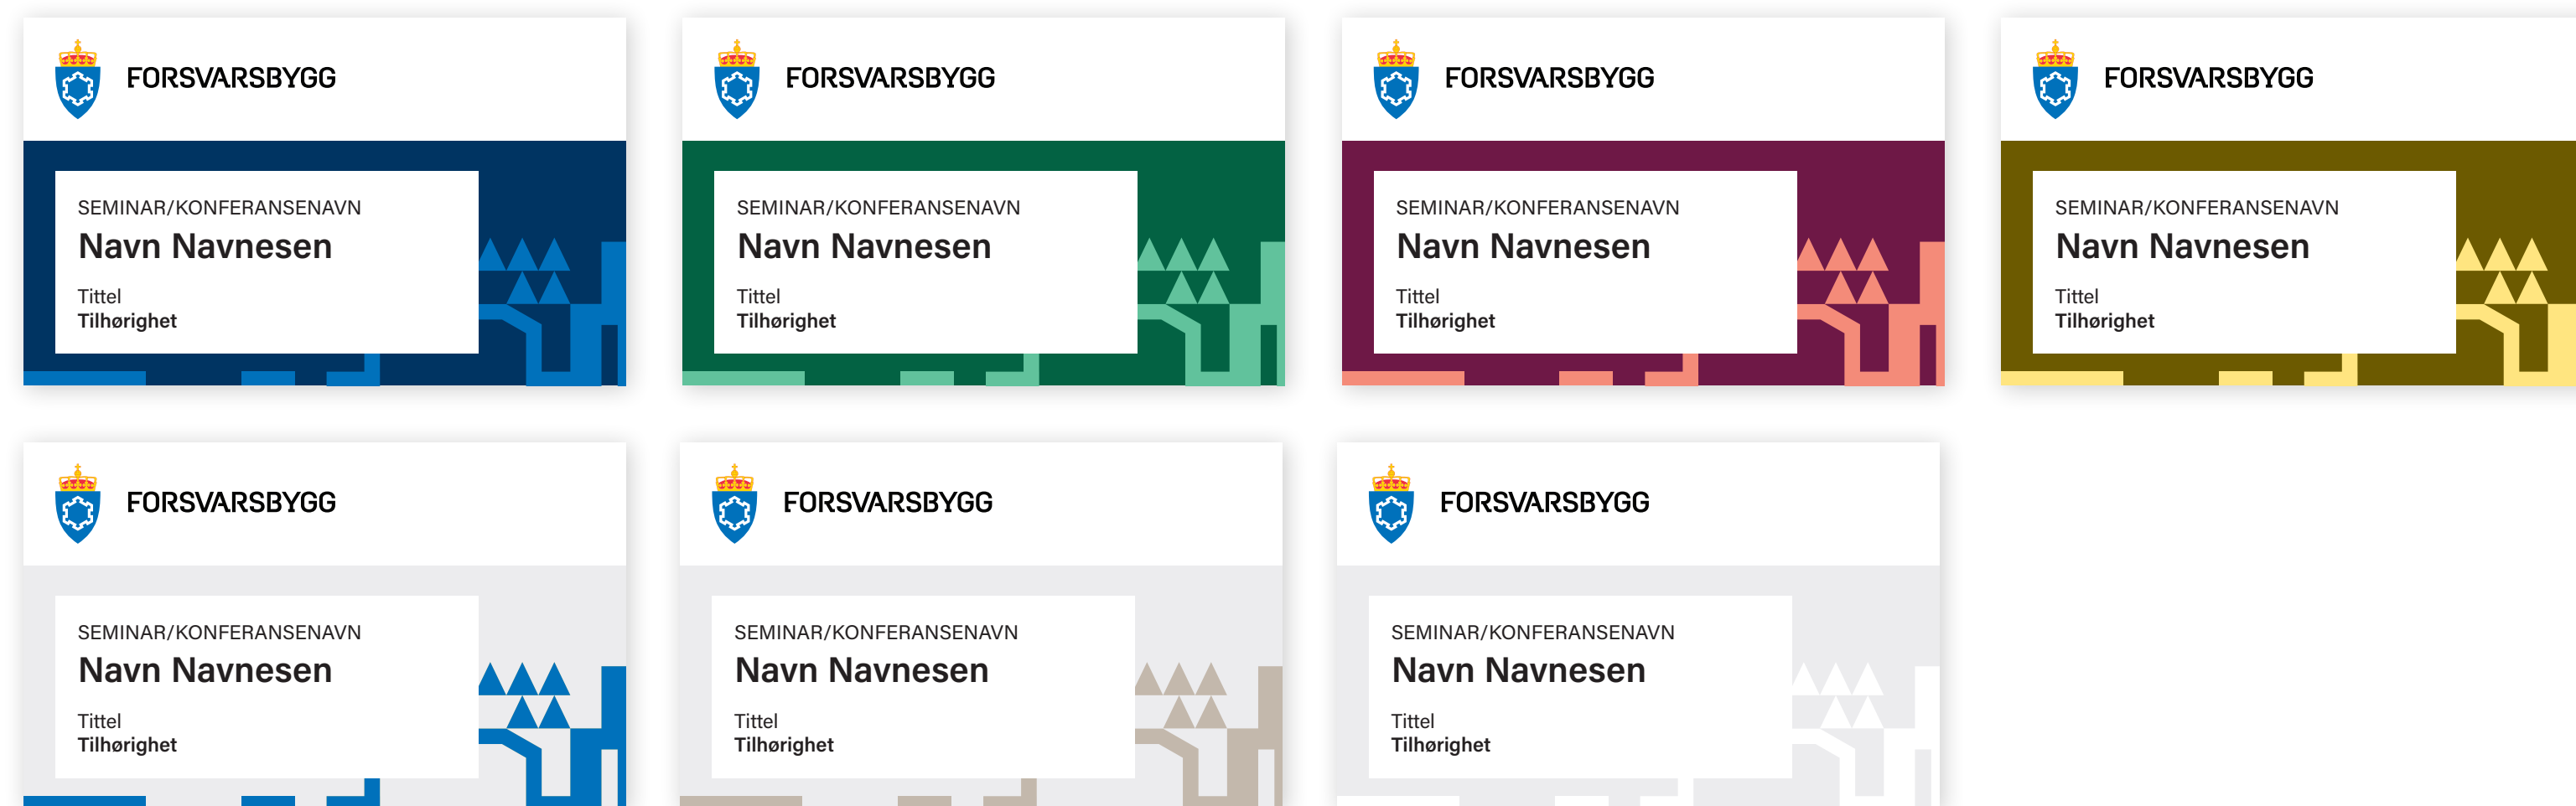 FORSVARSBYGG
SEMINAR/KONFERANSENAVN
Navn Navnesen
Tittel
Tilhørighet
FORSVARSBYGG
SEMINAR/KONFERANSENAVN
Navn Navnesen
Tittel
Tilhørighet
FORSVARSBYGG
SEMINAR/KONFERANSENAVN
Navn Navnesen
Tittel
Tilhørighet
FORSVARSBYGG
SEMINAR/KONFERANSENAVN
Navn Navnesen
Tittel
Tilhørighet
FORSVARSBYGG
SEMINAR/KONFERANSENAVN
Navn Navnesen
Tittel
Tilhørighet
FORSVARSBYGG
SEMINAR/KONFERANSENAVN
Navn Navnesen
Tittel
Tilhørighet
FORSVARSBYGG
SEMINAR/KONFERANSENAVN
Navn Navnesen
Tittel
Tilhørighet